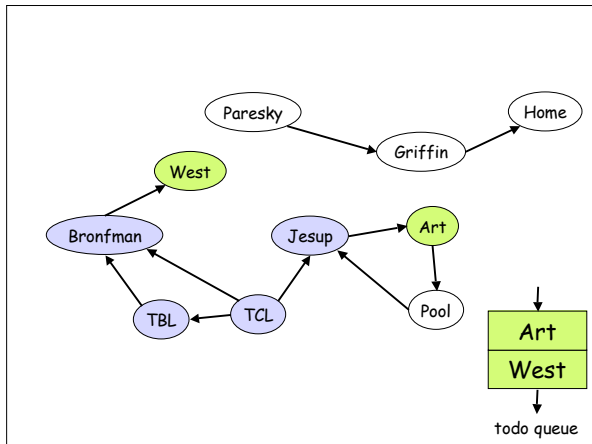 Paresky
Home
Griffin
West
Bronfman
Jesup
Art
TBL
TCL
Pool
Art
West
todo queue